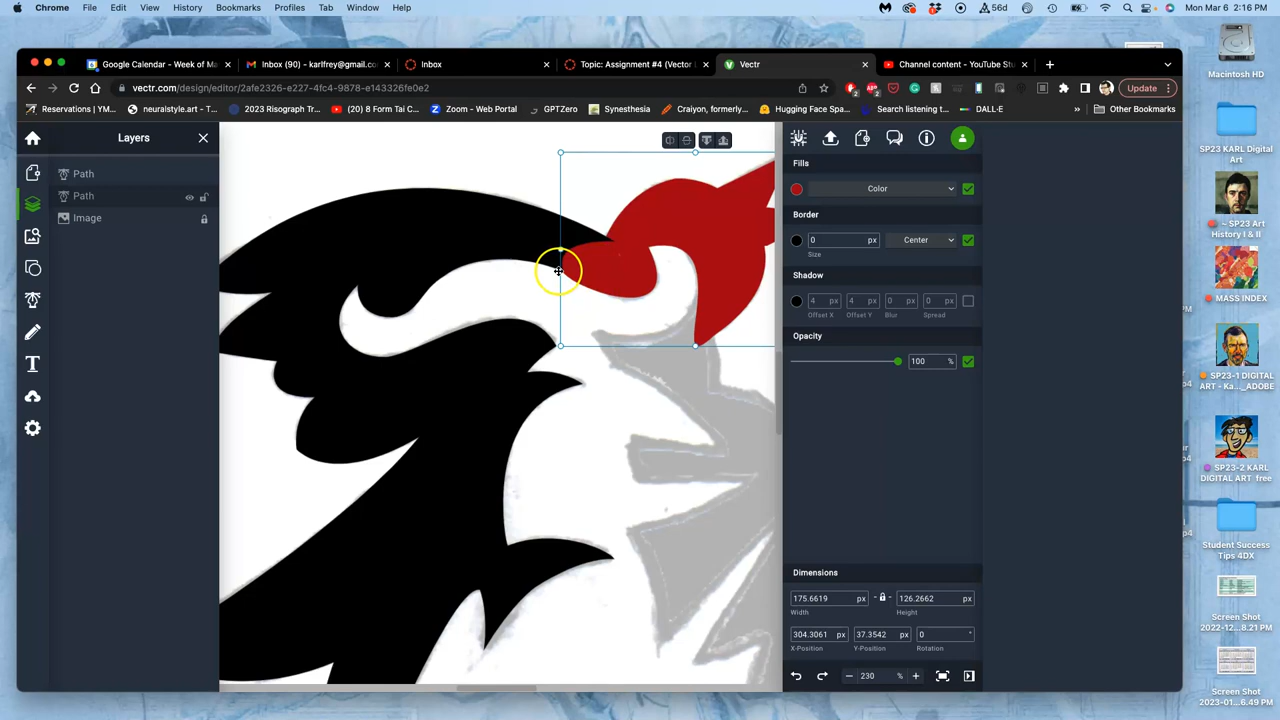 Chrome File Edit View History Bookmarks Profiles Tab Window Help 56d Mon Mar 6 2:16 PM
Google Calendar - Week of Ma Inbox (90) - karlfrey@gmail.co Inbox Topic: Assignment #4 (Vector L Vectr Channel content - YouTube Stu
vectr.com/design/editor/2afe2326-e227-4fc4-9878-e143326fe0e2 Update
Reservations | YM... neuralstyle.art - T... 2023 Risograph Tr... (20) 8 Form Tai C... Zoom - Web Portal GPTZero Synesthesia Craiyon, formerly... Hugging Face Spa... Search listening t... DALL·E » Other Bookmarks
Layers
Path
Path
Image
Fills
Color
Border
0 px Center
Size
Shadow
4 px 4 px 0 px 0 px
Offset X Offset Y Blur Spread
Opacity
100 %
Dimensions
175.6619 px 126.2662 px
Width Height
304.3061 px 37.3542 px 0 °
X-Position Y-Position Rotation
230 %
Macintosh HD
SP23 KARL Digital
Art
~ SP23 Art
History I & II
MASS INDEX
SP23-1 DIGITAL
ART - Ka..._ADOBE
SP23-2 KARL
DIGITAL ART free
Student Success
Tips 4DX
Screen Shot
2022-12...8.21 PM
Screen Shot
2023-01...6.49 PM